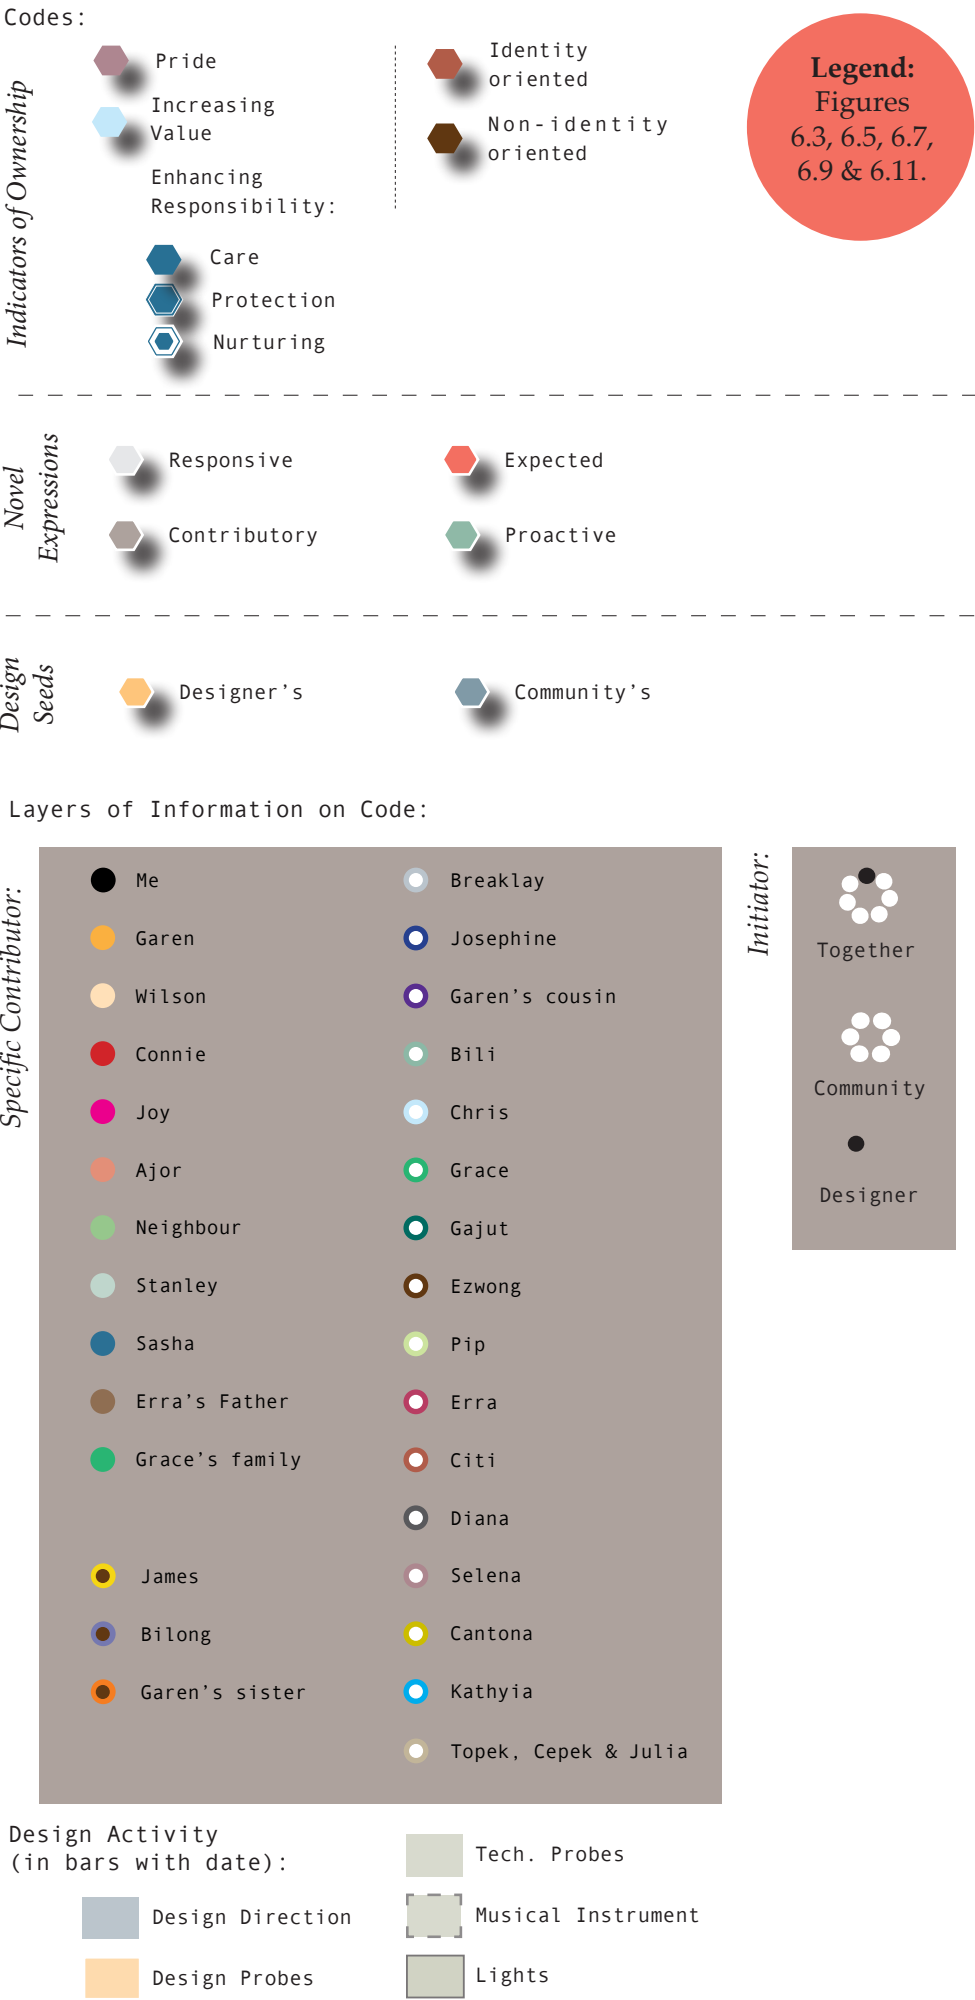 Codes:
Indicators of Ownership
Pride
Increasing
Value
Enhancing
Responsibility:
Care
Protection
Nurturing
Identity
oriented
Non-identity
oriented
Legend:
Figures
6.3, 6.5, 6.7,
6.9 & 6.11.
Novel
Expressions
Responsive
Expected
Contributory
Proactive
Design
Seeds
Designer's
Community's
Layers of Information on Code:
Specific Contributor:
Me
Garen
Wilson
Connie
Joy
Ajor
Neighbour
Stanley
Sasha
Erra's Father
Grace's family
James
Bilong
Garen's sister
Breaklay
Josephine
Garen's cousin
Bili
Chris
Grace
Gajut
Ezwong
Pip
Erra
Citi
Diana
Selena
Cantona
Kathyia
Topek, Cepek & Julia
Initiator:
Together
Community
Designer
Design Activity
(in bars with date):
Design Direction
Design Probes
Tech. Probes
Musical Instrument
Lights